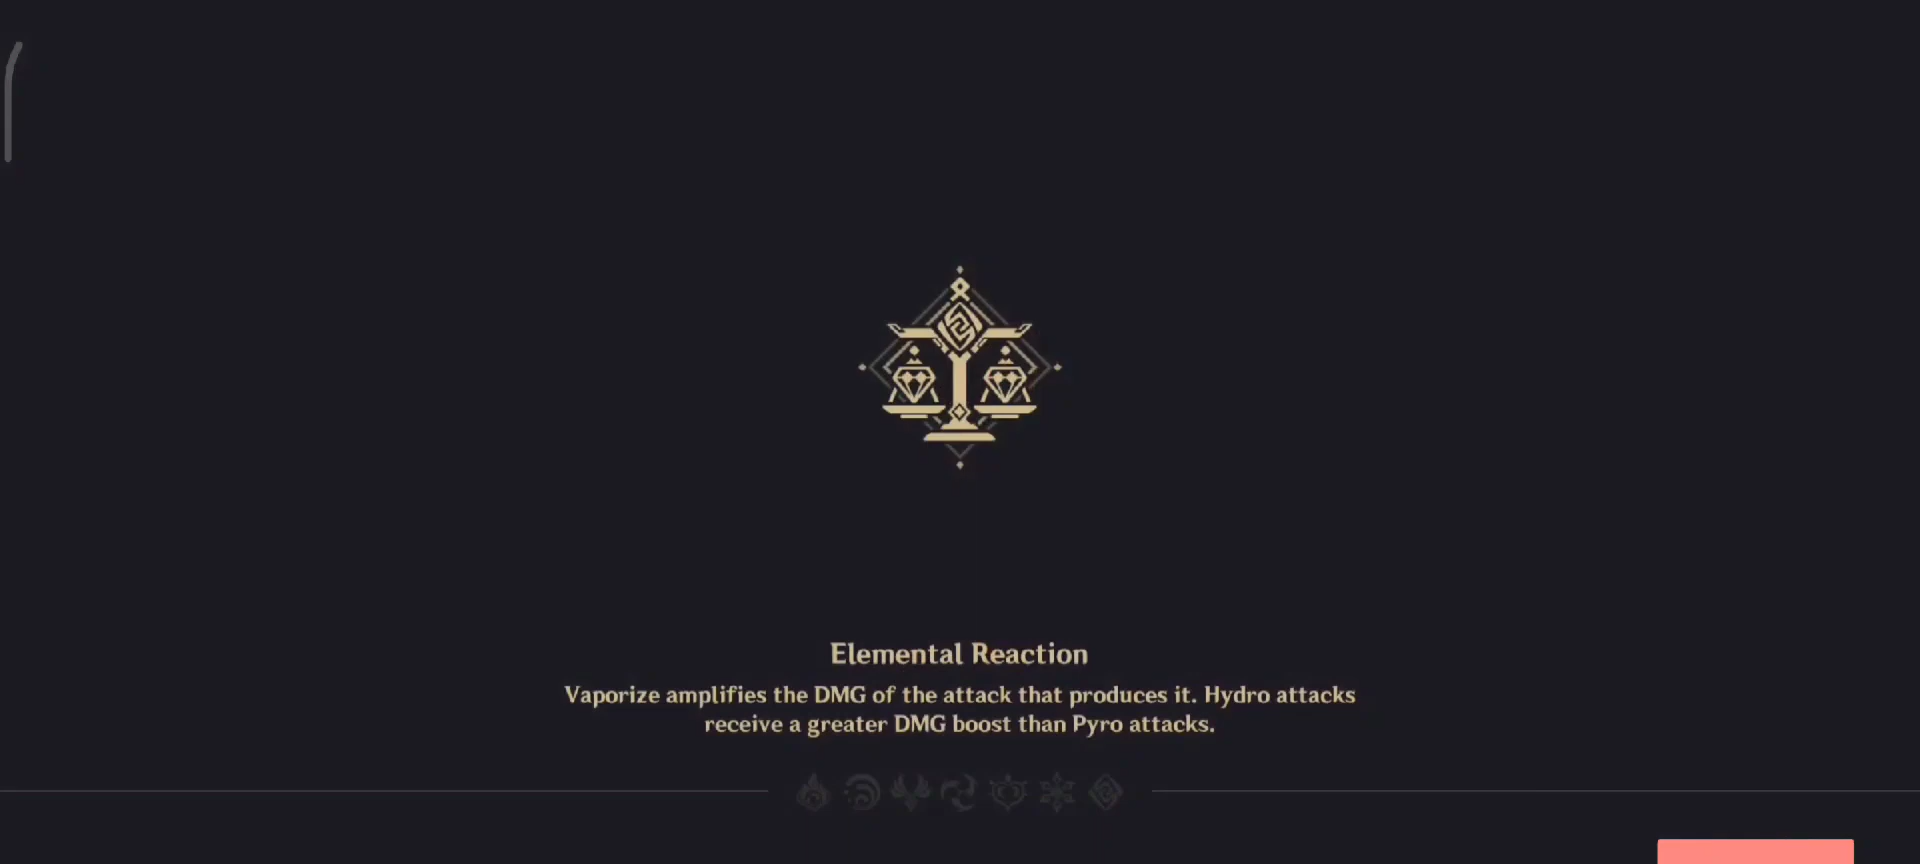 Elemental Reaction
Vaporize amplifies the DMG of the attack that produces it. Hydro attacks
receive a greater DMG boost than Pyro attacks.